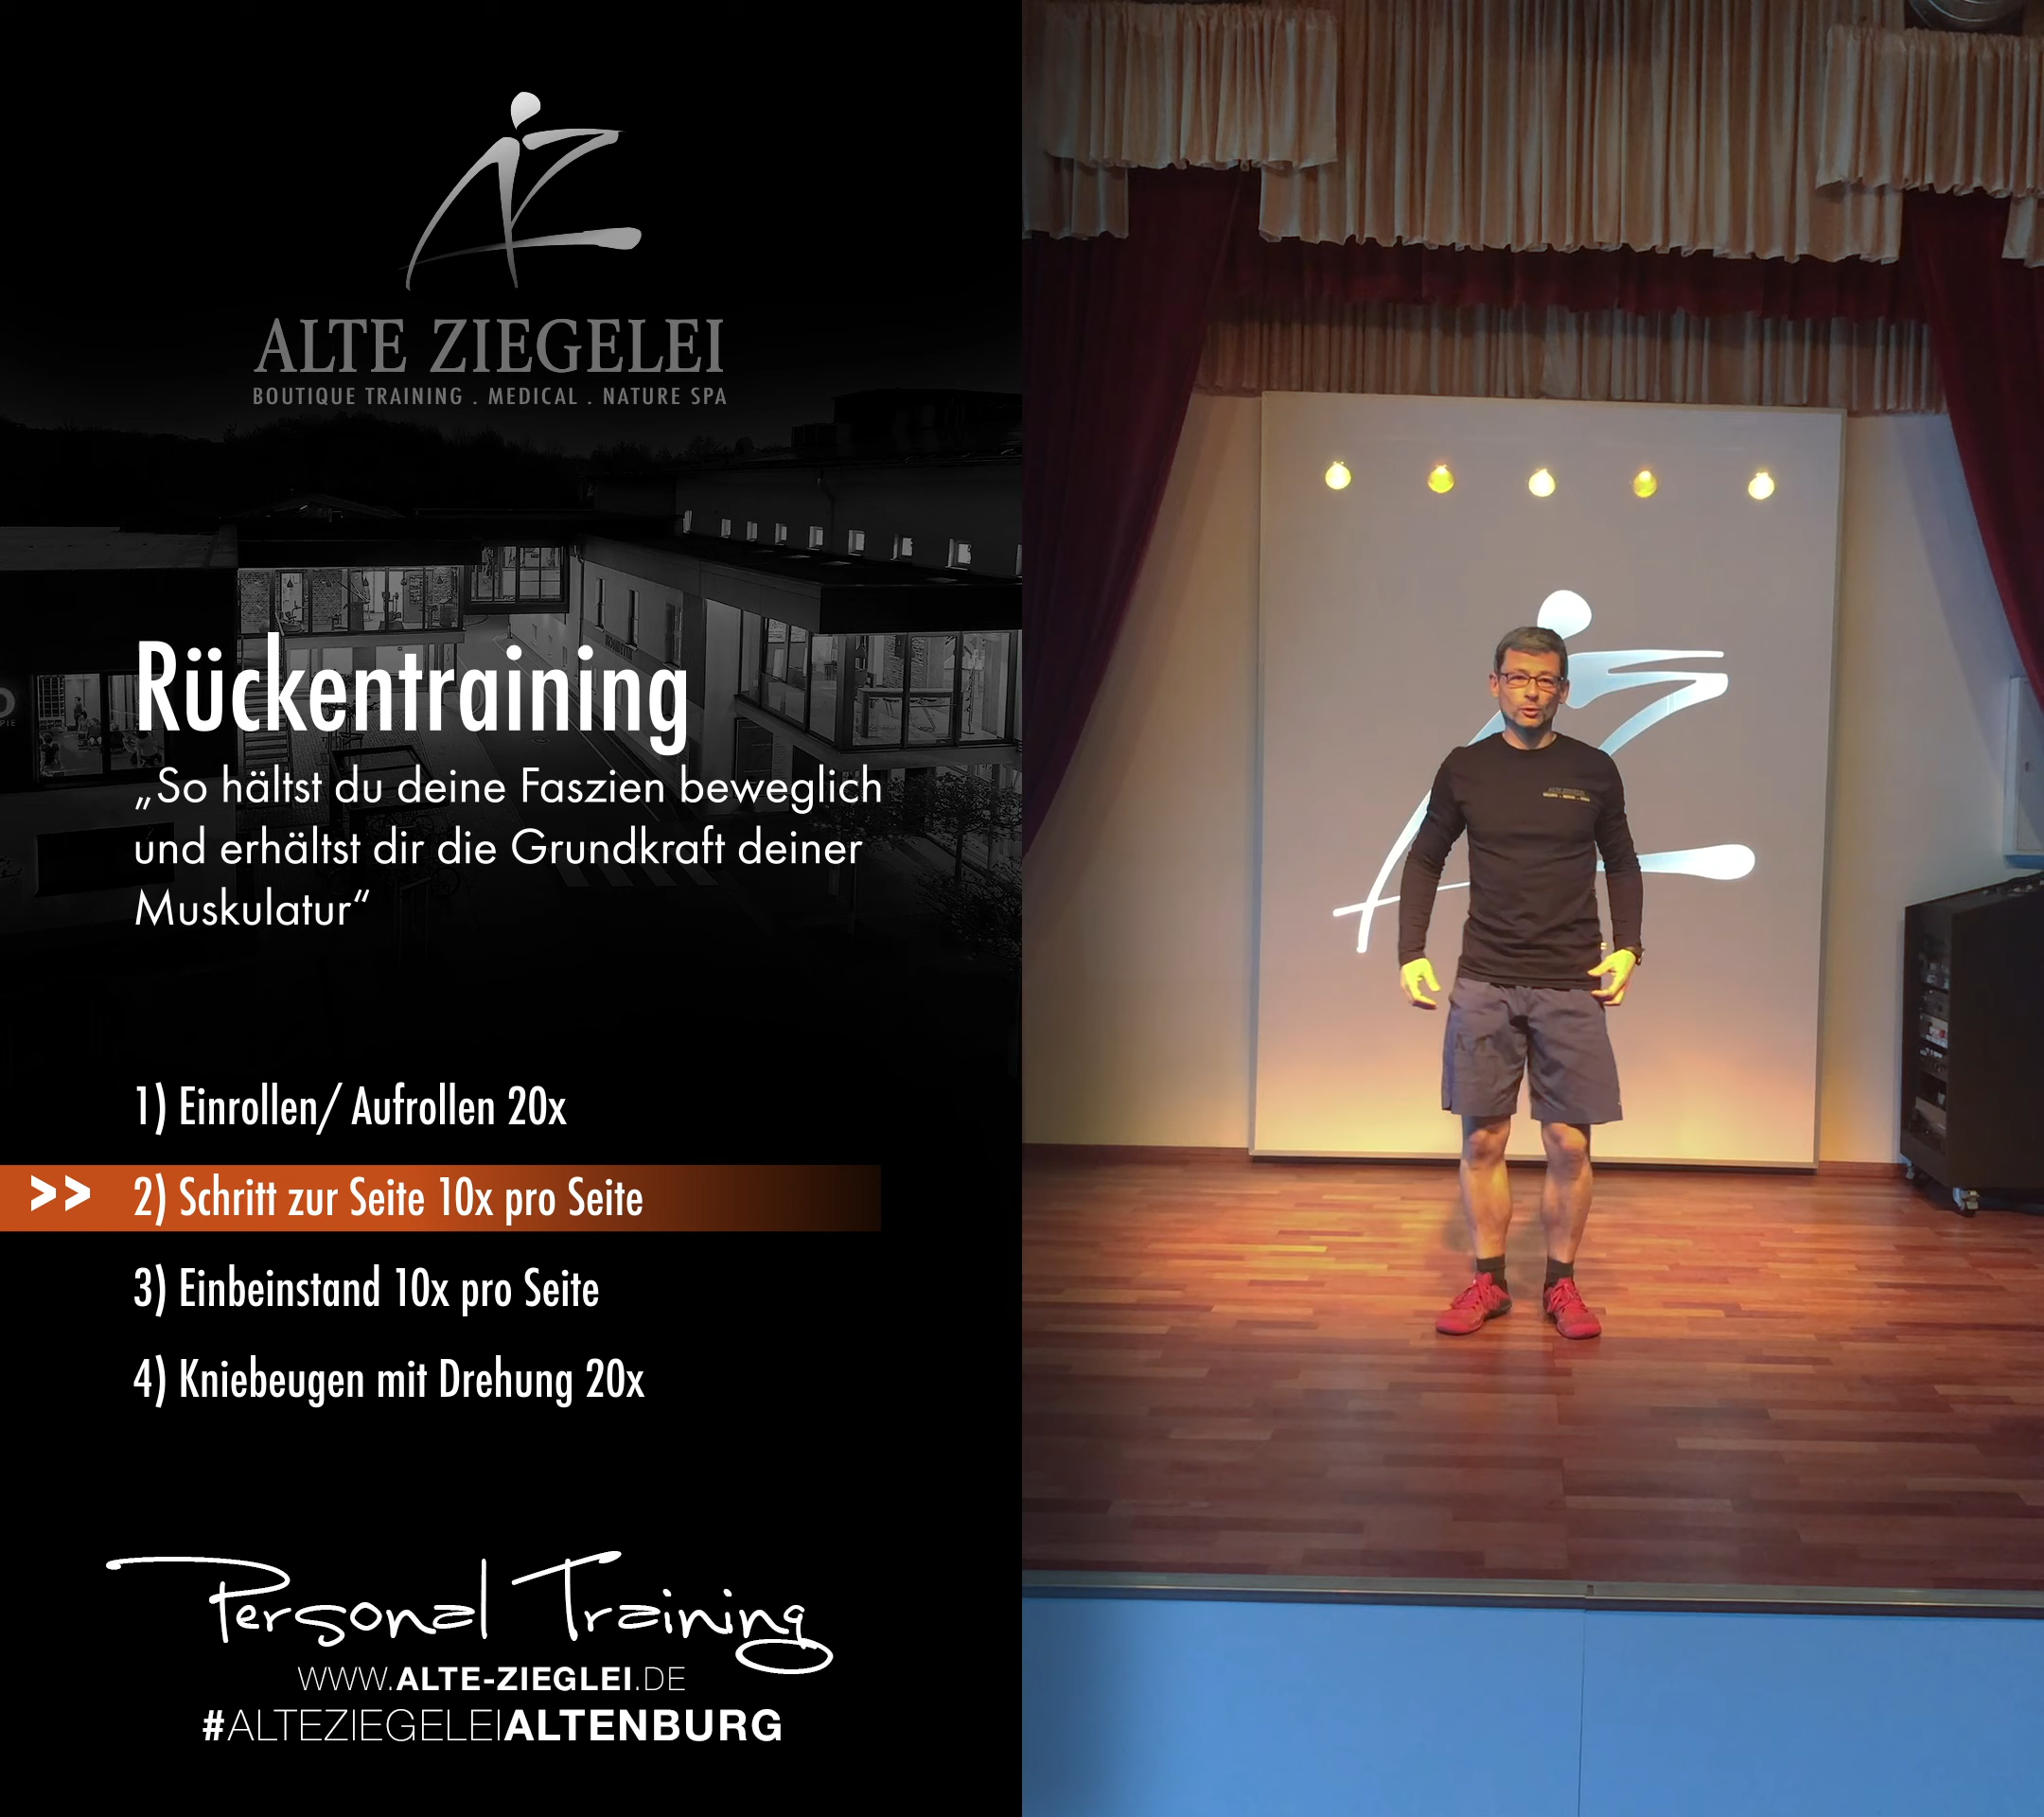 ALTE ZIEGELEI
BOUTIQUE TRAINING . MEDICAL . NATURE SPA
Rückentraining
„So hältst du deine Faszien beweglich
und erhältst dir die Grundkraft deiner
Muskulatur“
1) Einrollen/ Aufrollen 20x
>> 2) Schritt zur Seite 10x pro Seite
3) Einbeinstand 10x pro Seite
4) Kniebeugen mit Drehung 20x
Personal Training
WWW.ALTE-ZIEGLEI.DE
#ALTEZIEGELEIALTENBURG